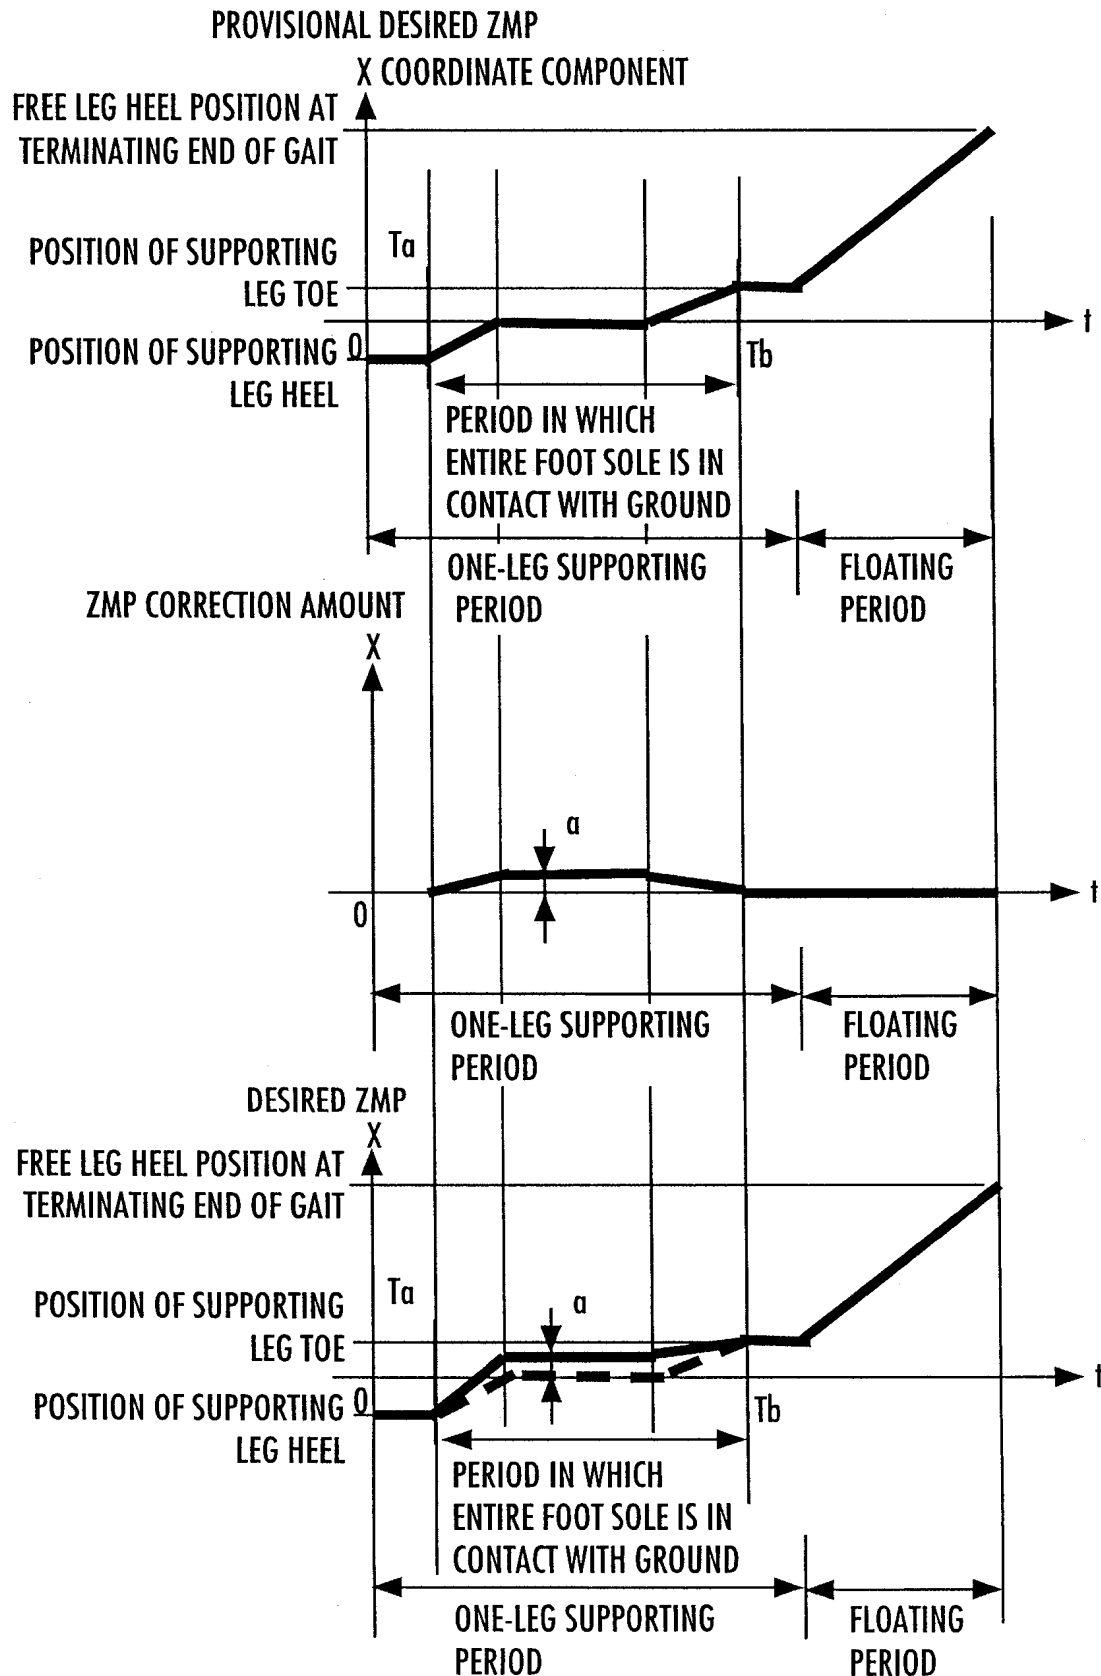 PROVISIONAL DESIRED ZMP
X COORDINATE COMPONENT
FREE LEG HEEL POSITION AT
TERMINATING END OF GAIT
Ta
POSITION OF SUPPORTING
LEG TOE
t
0
POSITION OF SUPPORTING
LEG HEEL
Tb
PERIOD IN WHICH
ENTIRE FOOT SOLE IS IN
CONTACT WITH GROUND
ONE-LEG SUPPORTING
PERIOD
FLOATING
PERIOD
ZMP CORRECTION AMOUNT
X
a
t
0
ONE-LEG SUPPORTING
PERIOD
FLOATING
PERIOD
DESIRED ZMP
X
FREE LEG HEEL POSITION AT
TERMINATING END OF GAIT
Ta
a
POSITION OF SUPPORTING
LEG TOE
t
0
POSITION OF SUPPORTING
LEG HEEL
Tb
PERIOD IN WHICH
ENTIRE FOOT SOLE IS IN
CONTACT WITH GROUND
ONE-LEG SUPPORTING
PERIOD
FLOATING
PERIOD